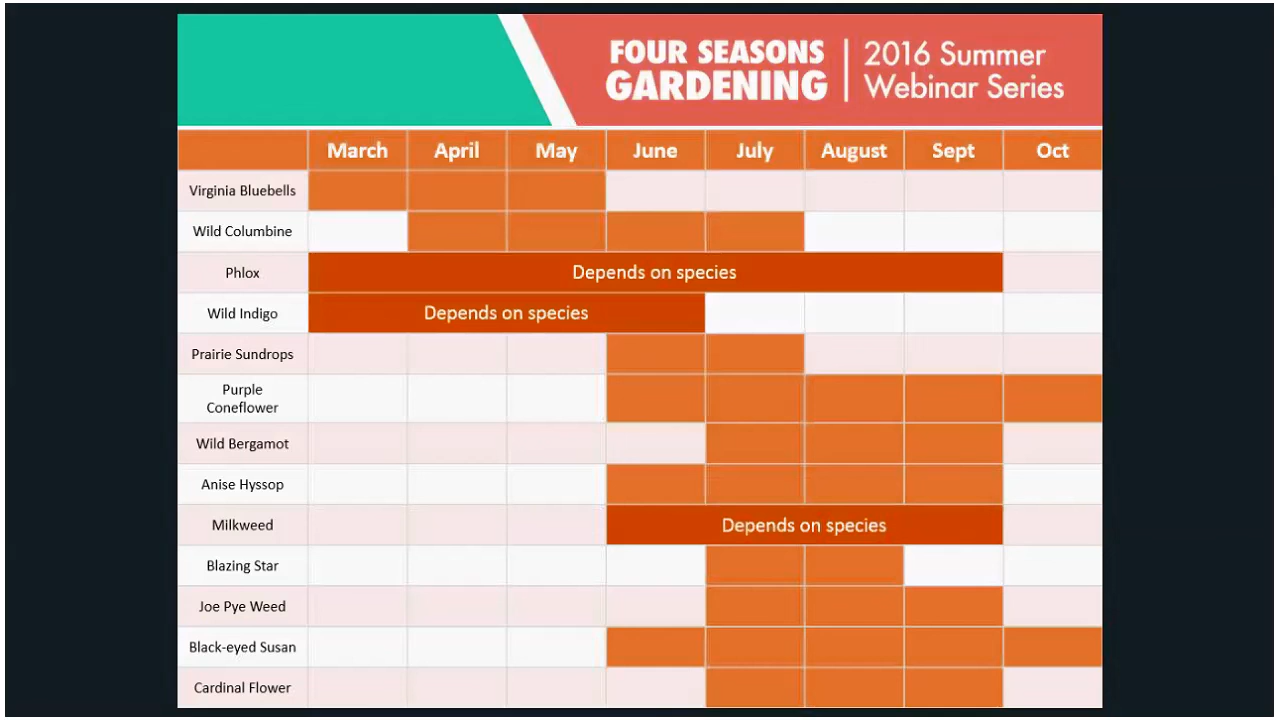 FOUR SEASONS
GARDENING
2016 Summer
Webinar Series
March April May June July August Sept Oct
Virginia Bluebells
Wild Columbine
Phlox Depends on species
Wild Indigo Depends on species
Prairie Sundrops
Purple
Coneflower
Wild Bergamot
Anise Hyssop
Milkweed Depends on species
Blazing Star
Joe Pye Weed
Black-eyed Susan
Cardinal Flower